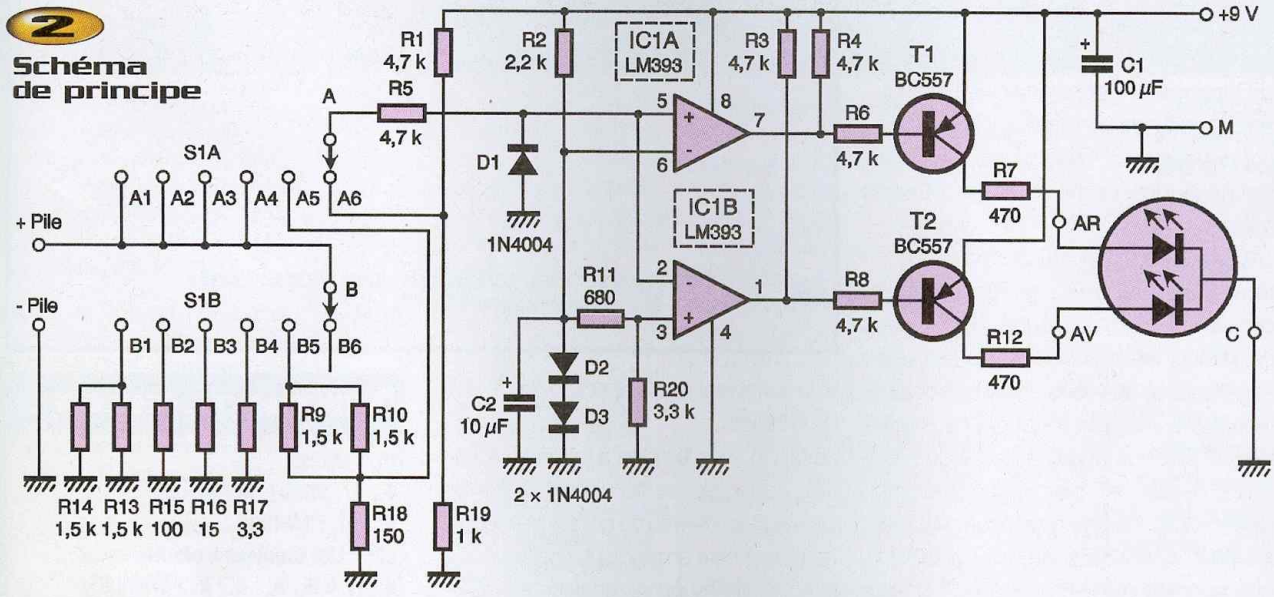 2
Schéma
de principe
+9 V
R1
4,7 k
R2
2,2 k
IC1A
LM393
R3
4,7 k
R4
4,7 k
T1
BC557
+
C1
100 µF
M
A
R5
4,7 k
5
+
8
7
-
6
R6
4,7 k
D1
1N4004
R7
470
S1A
A1
A2
A3
A4
A5
A6
+ Pile
IC1B
LM393
T2
BC557
AR
- Pile
S1B
B
B1
B2
B3
B4
B5
B6
R11
680
2
-
1
+
3
4
R8
4,7 k
R12
470
AV
C
+
C2
10 µF
D2
D3
R20
3,3 k
R9
1,5 k
R10
1,5 k
2 × 1N4004
R14
1,5 k
R13
1,5 k
R15
100
R16
15
R17
3,3
R18
150
R19
1 k